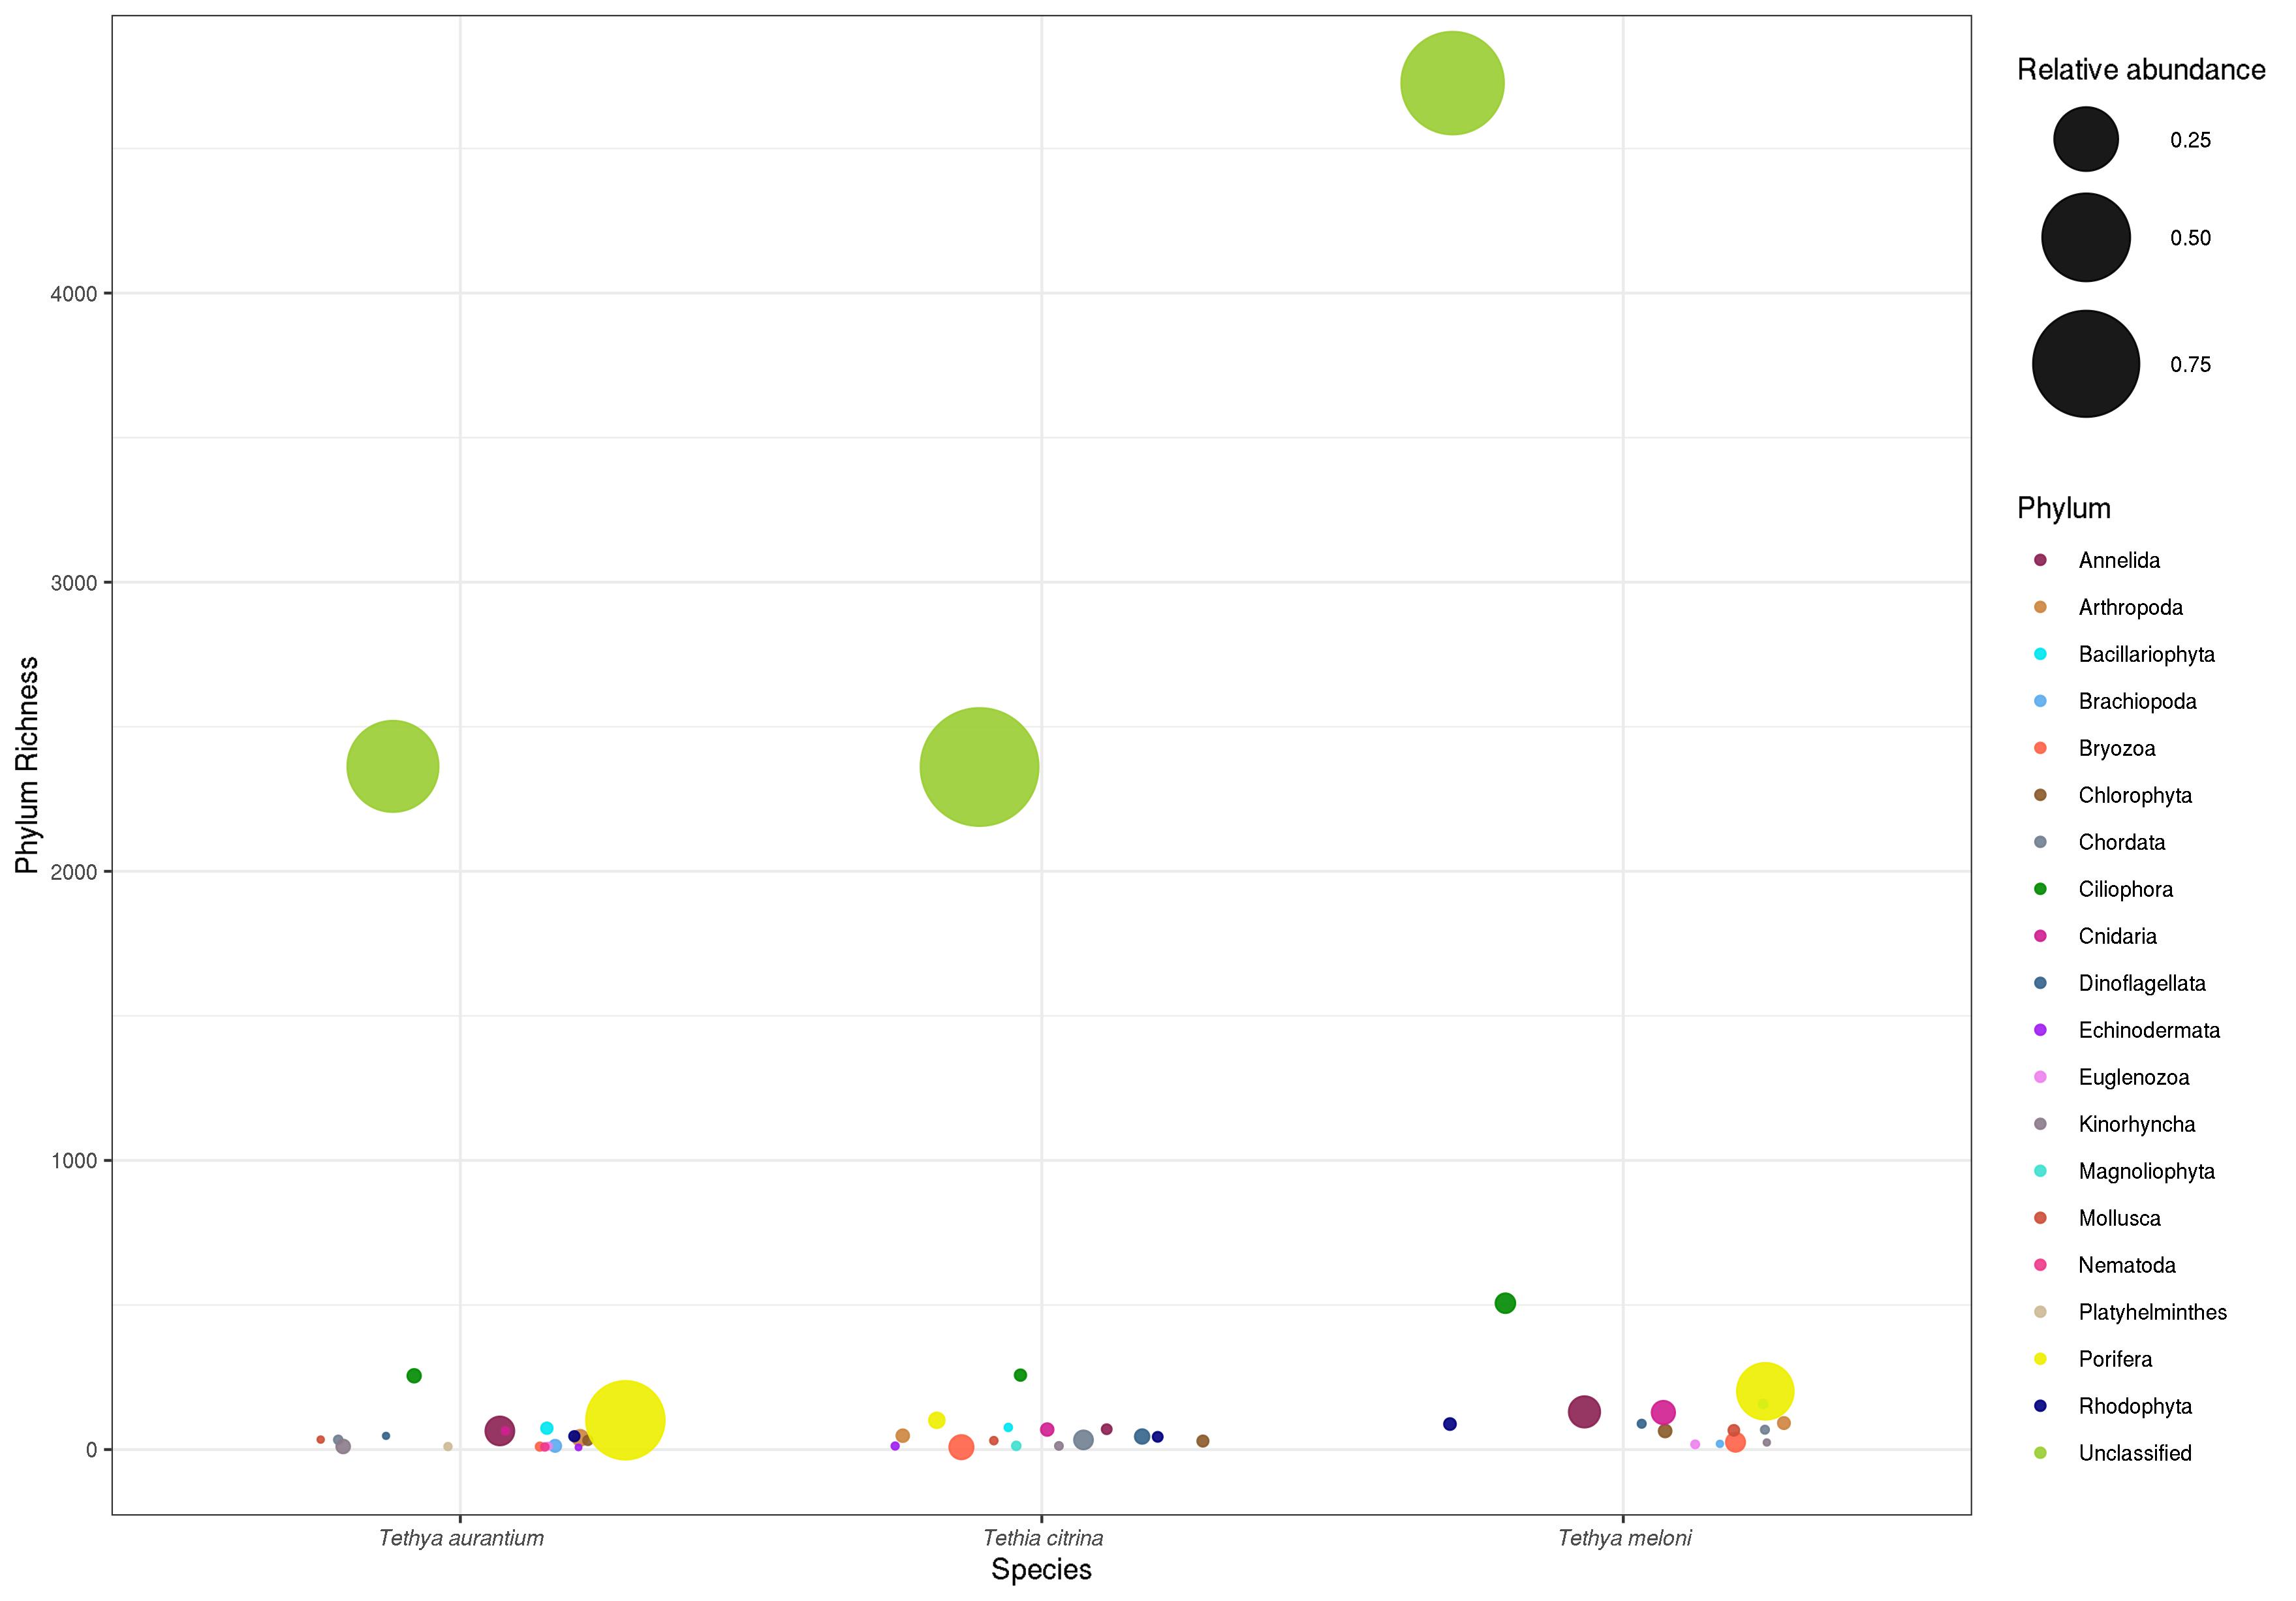 Relative abundance
0.25
0.50
0.75
Phylum
Annelida
Arthropoda
Bacillariophyta
Brachiopoda
Bryozoa
Chlorophyta
Chordata
Ciliophora
Cnidaria
Dinoflagellata
Echinodermata
Euglenozoa
Kinorhyncha
Magnoliophyta
Mollusca
Nematoda
Platyhelminthes
Porifera
Rhodophyta
Unclassified
Phylum Richness
4000
3000
2000
1000
0
Tethya aurantium
Tethia citrina
Tethya meloni
Species